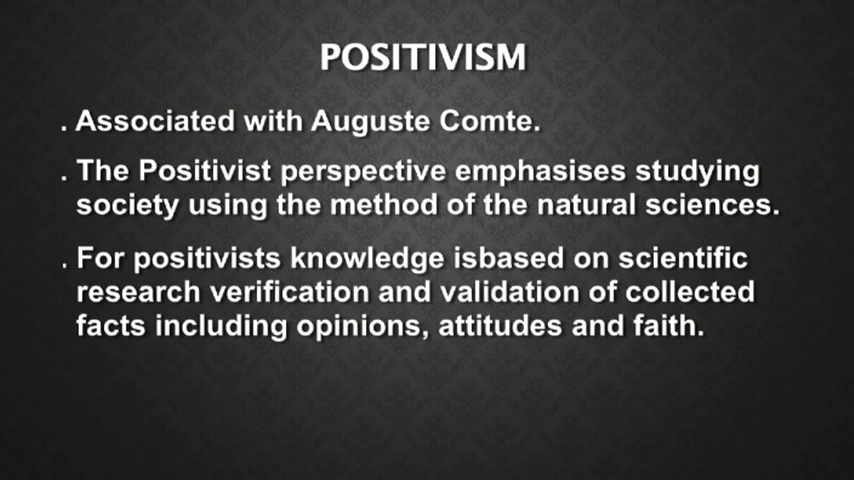 POSITIVISM
. Associated with Auguste Comte.
. The Positivist perspective emphasises studying
society using the method of the natural sciences.
. For positivists knowledge isbased on scientific
research verification and validation of collected
facts including opinions, attitudes and faith.